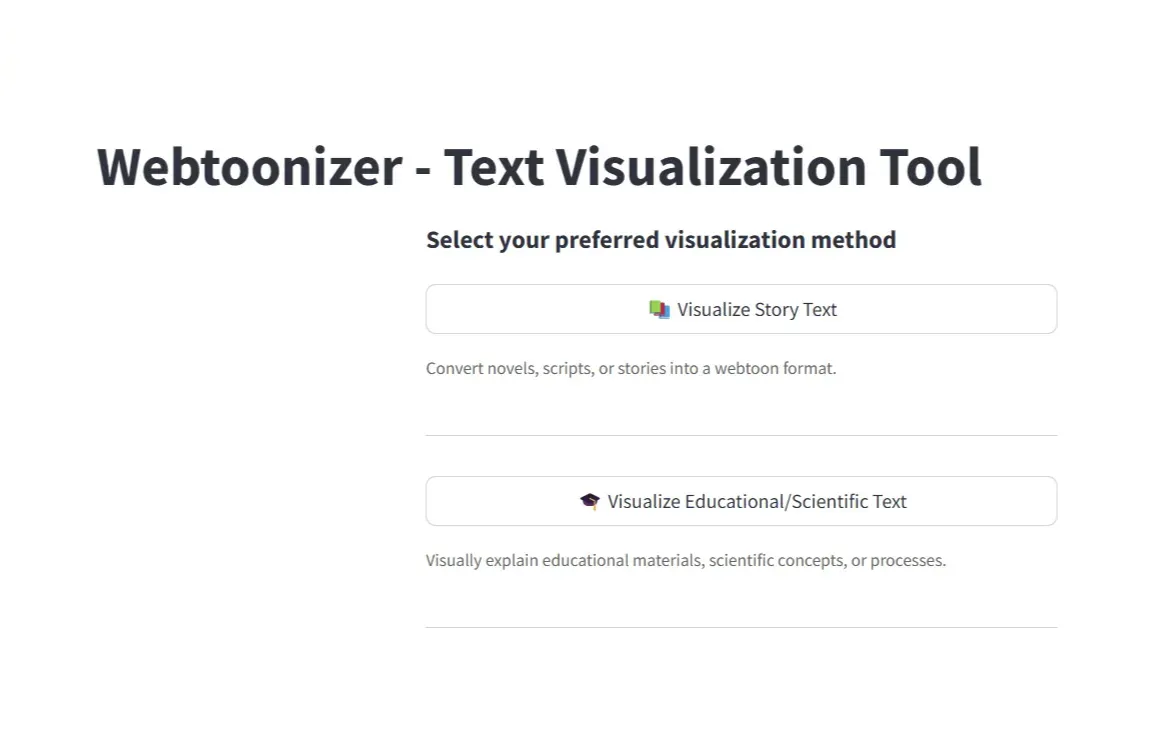 Webtoonizer - Text Visualization Tool
Select your preferred visualization method
Visualize Story Text
Convert novels, scripts, or stories into a webtoon format.
Visualize Educational/Scientific Text
Visually explain educational materials, scientific concepts, or processes.